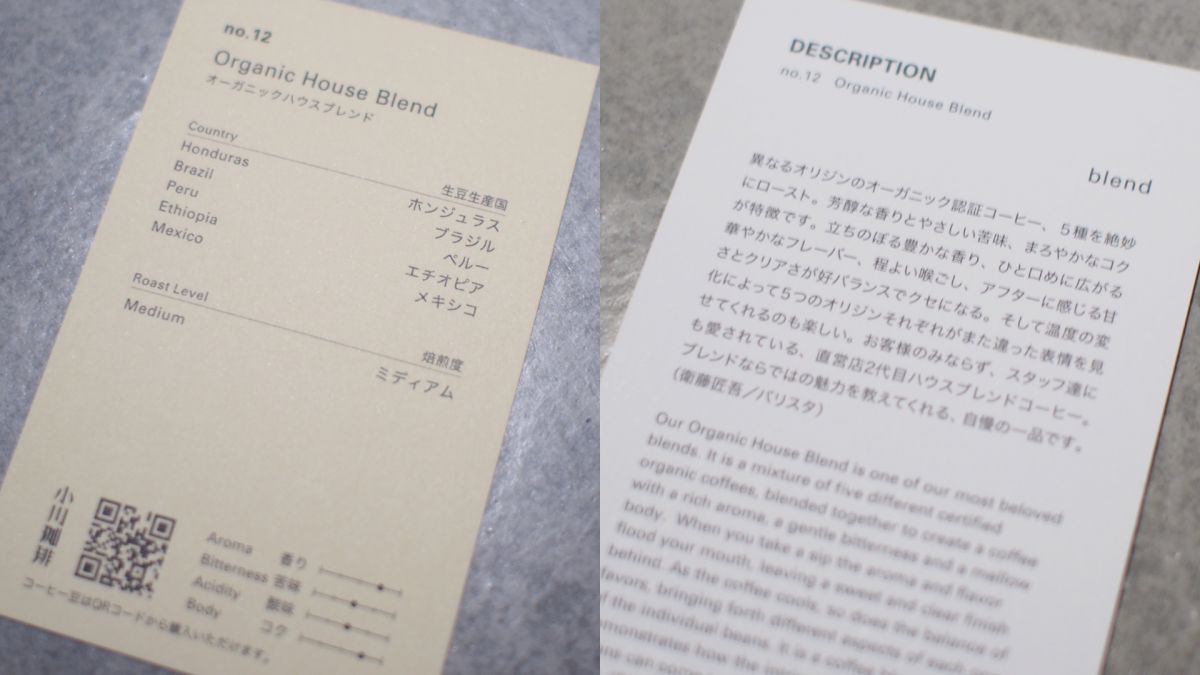 no.12
Organic House Blend
オーガニックハウスブレンド
Country
生豆生産国
Honduras
ホンジュラス
Brazil
ブラジル
Peru
ペルー
Ethiopia
エチオピア
Mexico
メキシコ
Roast Level
焙煎度
Medium
ミディアム
小川珈琲
Aroma 香り
Bitterness 苦味
Acidity 酸味
Body コク
コーヒー豆はQRコードから購入いただけます。
DESCRIPTION
no.12 Organic House Blend
blend
異なるオリジンのオーガニック認証コーヒー、5種を絶妙
にロースト。芳醇な香りとやさしい苦味、まろやかなコク
が特徴です。立ちのぼる豊かな香り、ひと口めに広がる
華やかなフレーバー、程よい喉ごし、アフターに感じる甘
さとクリアさが好バランスでクセになる。そして温度の変
化によって5つのオリジンそれぞれがまた違った表情を見
せてくれるのも楽しい。お客様のみならず、スタッフ達に
も愛されている、直営店2代目ハウスブレンドコーヒー。
ブレンドならではの魅力を教えてくれる、自慢の一品です。
（衛藤匠吾／バリスタ）
Our Organic House Blend is one of our most beloved
blends. It is a mixture of five different certified
organic coffees, blended together to create a coffee
with a rich aroma, a gentle bitterness and a mellow
body. When you take a sip the aroma and flavor
flood your mouth, leaving a sweet and clear finish
behind. As the coffee cools, so does the balance of
favors, bringing forth different aspects of each
of the individual beans. It is a coffee
how the